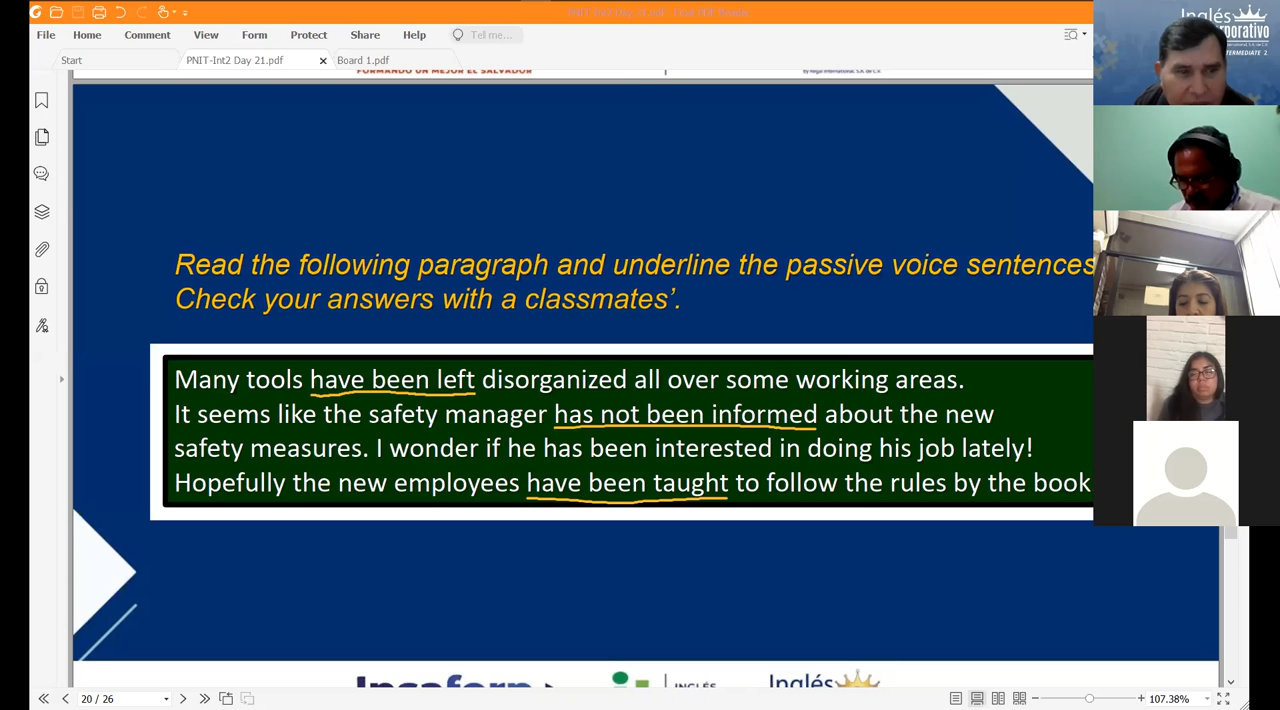 File Home Comment View Form Protect Share Help Tell me...
Start PNIT-Int2 Day 21.pdf Board 1.pdf
FORMANDO UN MEJOR EL SALVADOR
Inglés
INTERMEDIATE 2
Read the following paragraph and underline the passive voice sentences
Check your answers with a classmates’.
Many tools have been left disorganized all over some working areas.
It seems like the safety manager has not been informed about the new
safety measures. I wonder if he has been interested in doing his job lately!
Hopefully the new employees have been taught to follow the rules by the book
Insaforp INGLÉS Inglés
20 / 26 107.38%